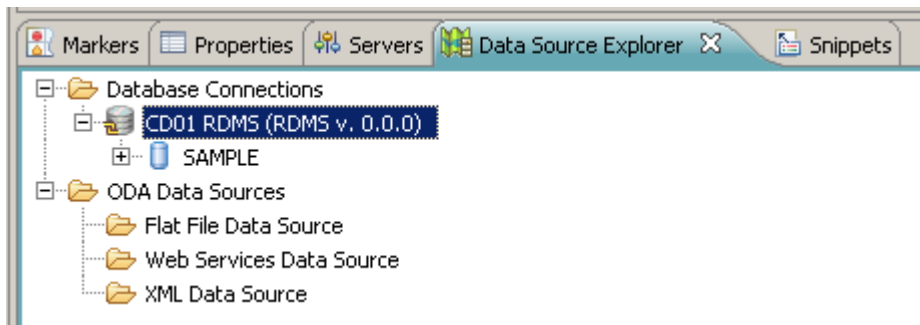 Markers Properties Servers Data Source Explorer Snippets
Database Connections
CD01 RDMS (RDMS v. 0.0.0)
SAMPLE
ODA Data Sources
Flat File Data Source
Web Services Data Source
XML Data Source